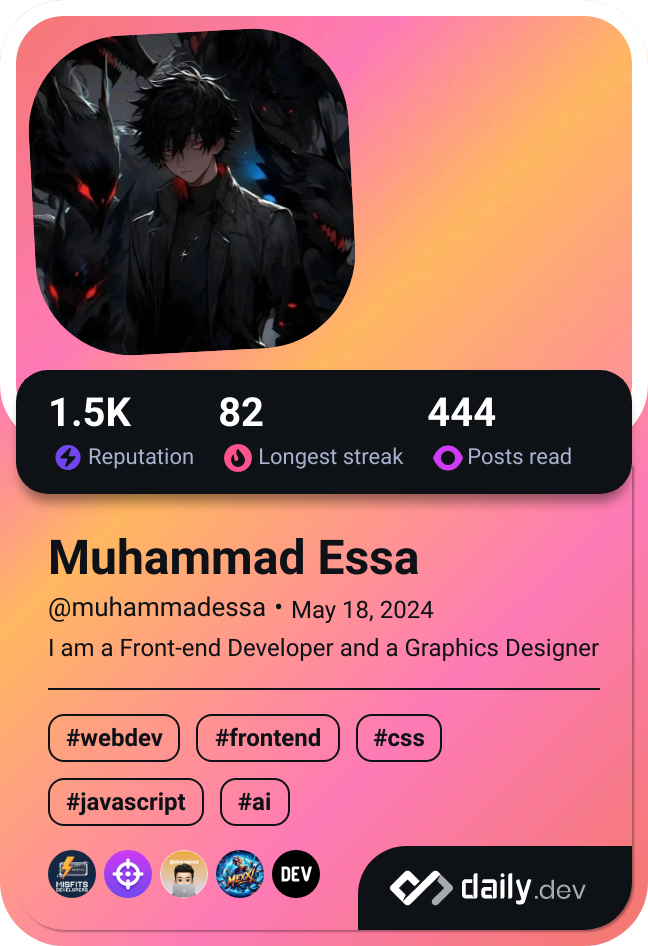 1.5K 82 444
Reputation Longest streak Posts read
Muhammad Essa
@muhammadessa • May 18, 2024
I am a Front-end Developer and a Graphics Designer
#webdev #frontend #css
#javascript #ai
MISFITS
DEVELOPERS
DEV
daily.dev